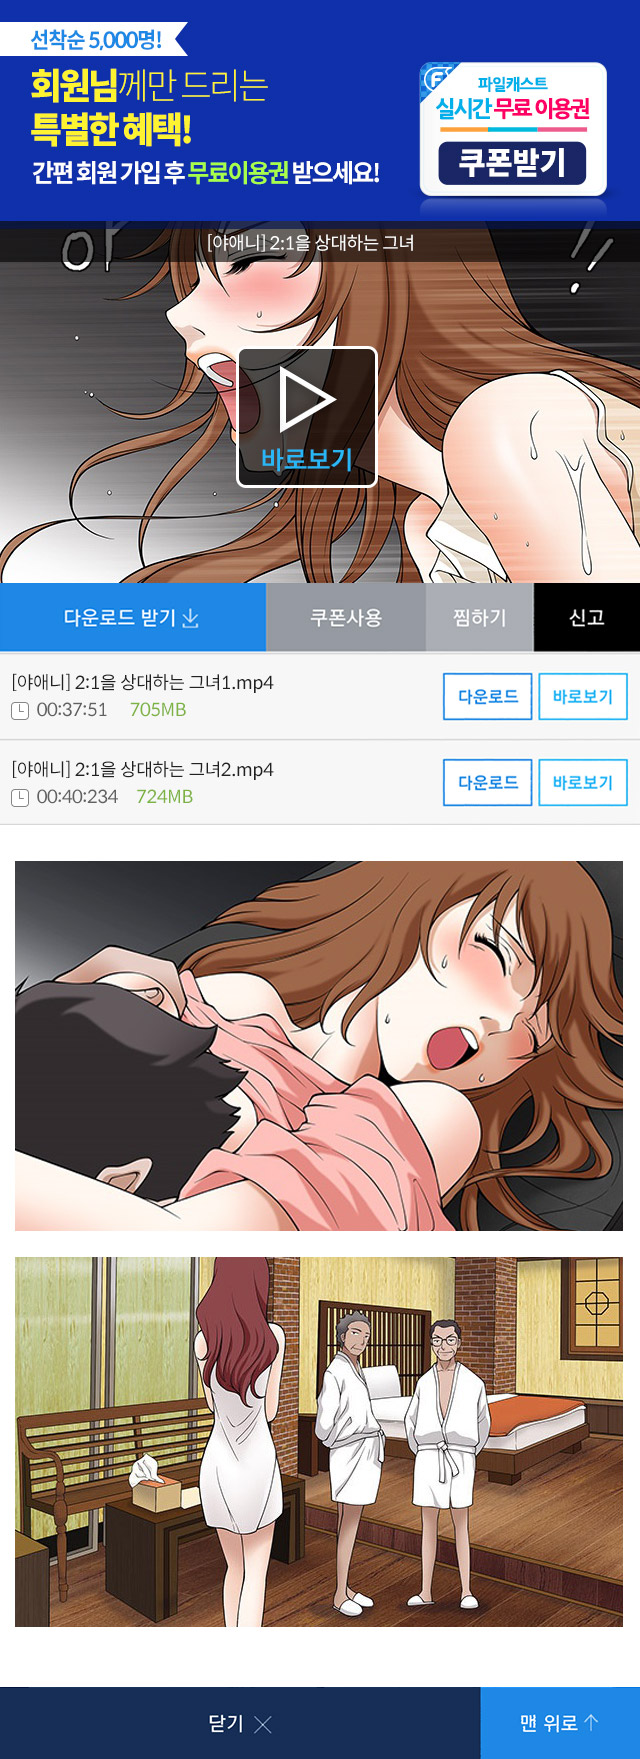 선착순 5,000명!
회원님께만 드리는
특별한 혜택!
간편 회원 가입 후 무료이용권 받으세요!
파일캐스트
실시간 무료 이용권
쿠폰받기
[야애니] 2:1을 상대하는 그녀
바로보기
다운로드 받기 쿠폰사용 찜하기 신고
[야애니] 2:1을 상대하는 그녀1.mp4
00:37:51 705MB 다운로드 바로보기
[야애니] 2:1을 상대하는 그녀2.mp4
00:40:234 724MB 다운로드 바로보기
닫기 맨 위로